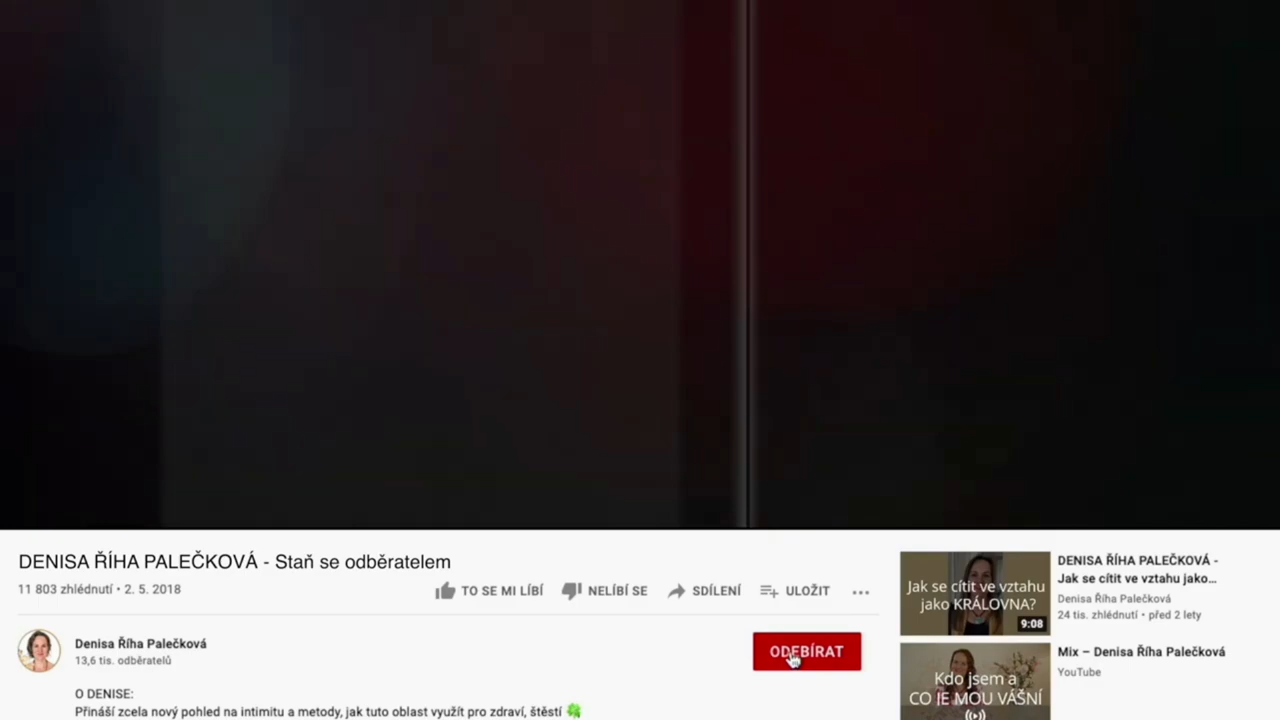 DENISA ŘÍHA PALEČKOVÁ - Staň se odběratelem
11 803 zhlédnutí • 2. 5. 2018
TO SE MI LÍBÍ
NELÍBÍ SE
SDÍLENÍ
ULOŽIT
Denisa Říha Palečková
13,6 tis. odběratelů
ODEBÍRAT
O DENISE:
Přináší zcela nový pohled na intimitu a metody, jak tuto oblast využít pro zdraví, štěstí 🍀
Jak se cítit ve vztahu
jako KRÁLOVNA?
9:08
DENISA ŘÍHA PALEČKOVÁ -
Jak se cítit ve vztahu jako...
Denisa Říha Palečková
24 tis. zhlédnutí • před 2 lety
Kdo jsem a
CO JE MOU VÁŠNÍ
Mix – Denisa Říha Palečková
YouTube